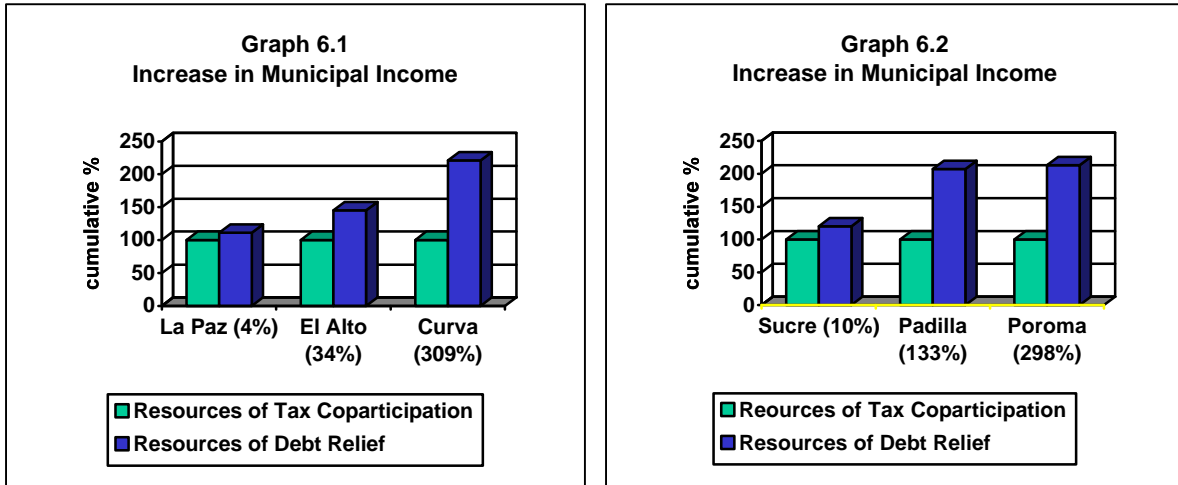 Graph 6.1
Increase in Municipal Income
cumulative %
250
200
150
100
50
0
La Paz (4%)
El Alto
(34%)
Curva
(309%)
Resources of Tax Coparticipation
Resources of Debt Relief
Graph 6.2
Increase in Municipal Income
cumulative %
250
200
150
100
50
0
Sucre (10%)
Padilla
(133%)
Poroma
(298%)
Reources of Tax Coparticipation
Resources of Debt Relief